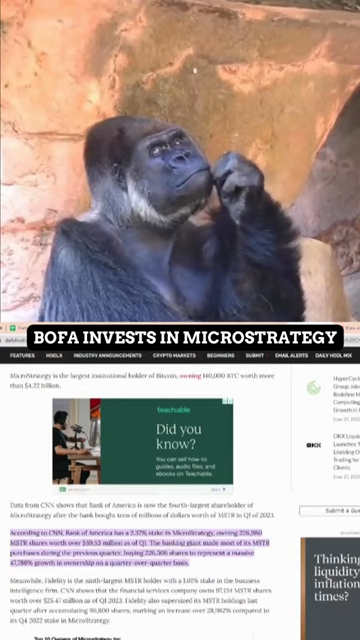 BOFA INVESTS IN MICROSTRATEGY
FEATURES HODLX INDUSTRY ANNOUNCEMENTS CRYPTO MARKETS BEGINNERS SUBMIT EMAIL ALERTS DAILY HODL MIX
MicroStrategy is the largest institutional holder of Bitcoin, owning 140,000 BTC worth more
than $4.22 billion.
teachable
Did you
know?
You can sell how-to
guides, audio files, and
ebooks on Teachable.
OKX
Submit a Gue
Data from CNN shows that Bank of America is now the fourth-largest shareholder of
MicroStrategy after the bank bought tens of millions of dollars worth of MSTR in Q1 of 2023.
According to CNN, Bank of America has a 2.37% stake in MicroStrategy, owning 226,980
MSTR shares worth over $59.53 million as of Q1. The banking giant made most of its MSTR
purchases during the previous quarter, buying 226,506 shares to represent a massive
47,786% growth in ownership on a quarter-over-quarter basis.
Meanwhile, Fidelity is the ninth-largest MSTR holder with a 1.01% stake in the business
intelligence firm. CNN shows that the financial services company owns 97,134 MSTR shares
worth over $25.47 million as of Q1 2023. Fidelity also supersized its MSTR holdings last
quarter after accumulating 96,800 shares, marking an increase of over 28,982% compared to
its Q4 2022 stake in MicroStrategy.
Thinking
liquidity
inflation
times?